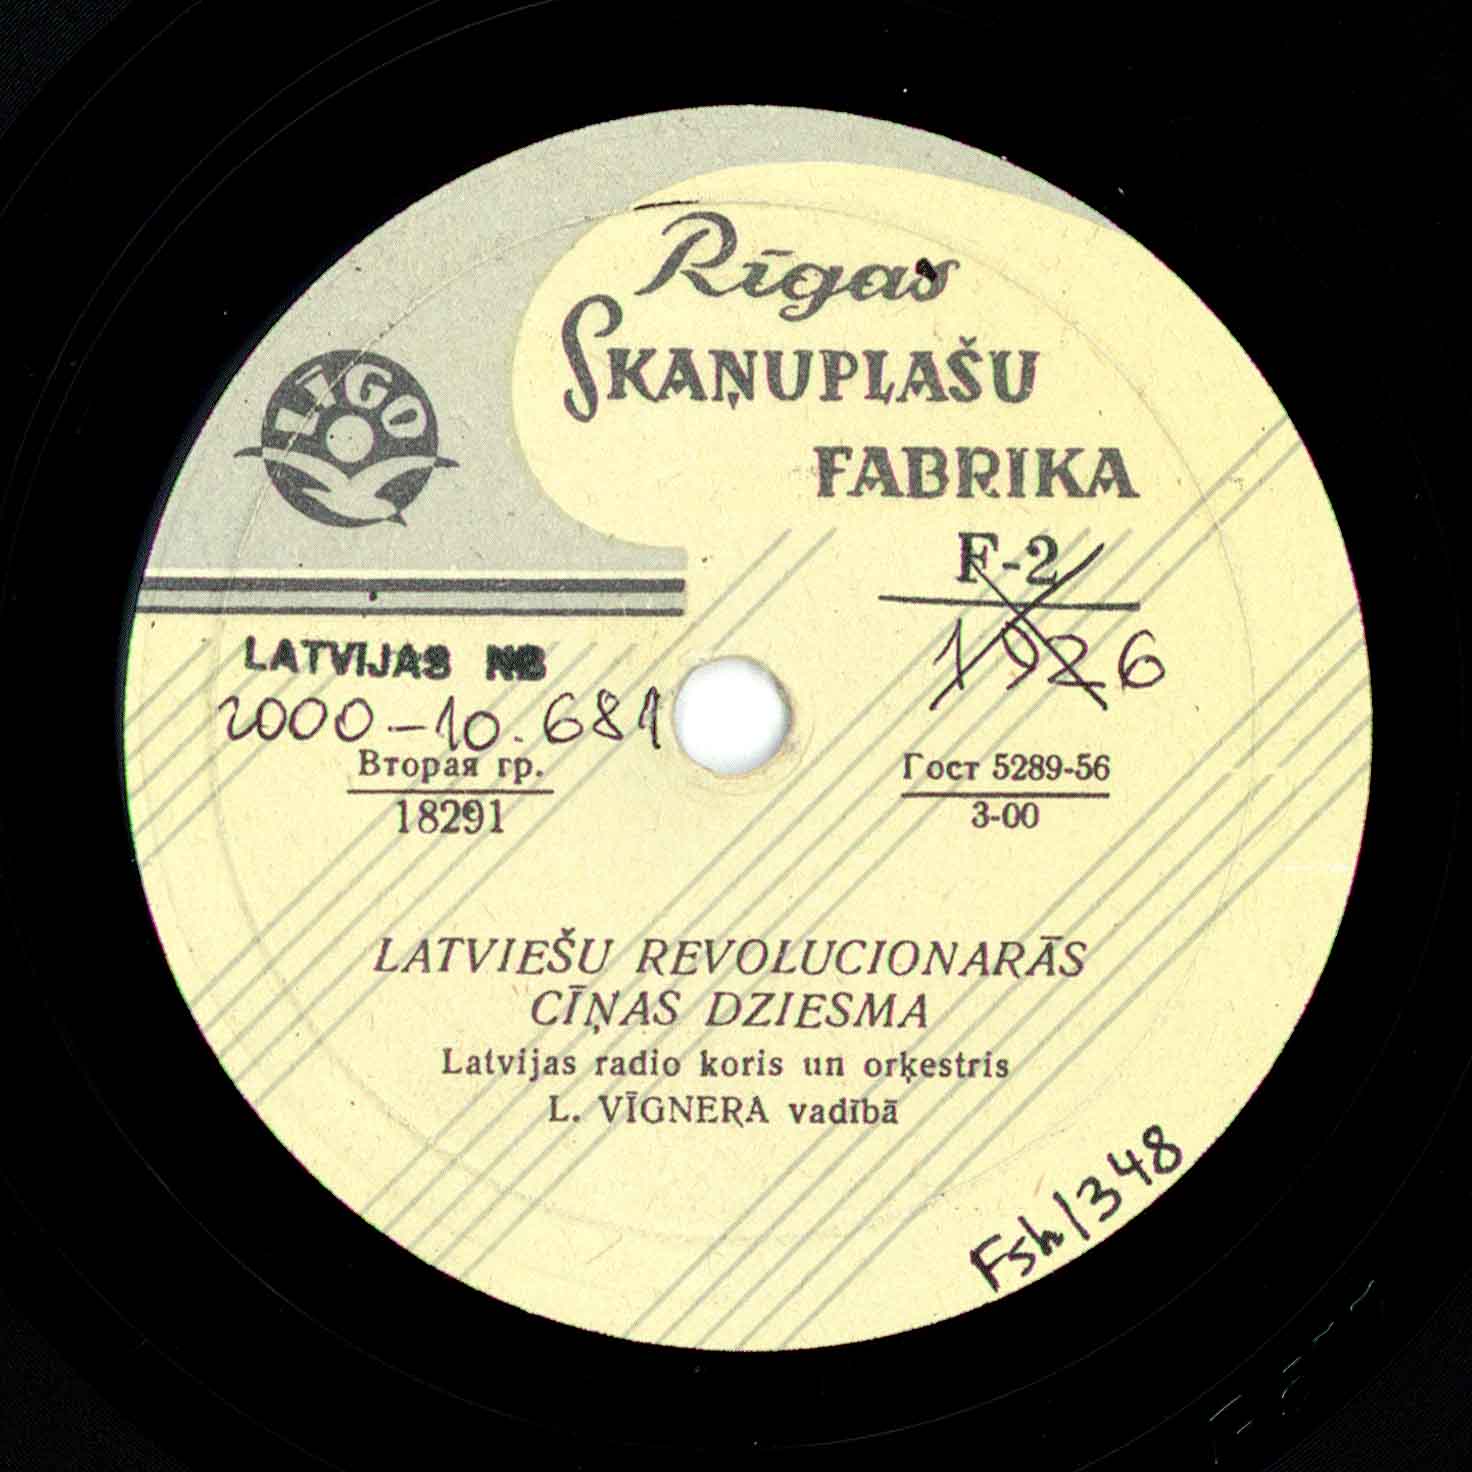 Rīgas
SKAŅUPLAŠU
FABRIKA
LĪGO
F-2
1926
LATVIJAS NB
2000-10.681
Вторая гр.
18291
Гост 5289-56
3-00
LATVIEŠU REVOLUCIONARĀS
CĪŅAS DZIESMA
Latvijas radio koris un orķestris
L. VĪGNERA vadībā
Fsh/348